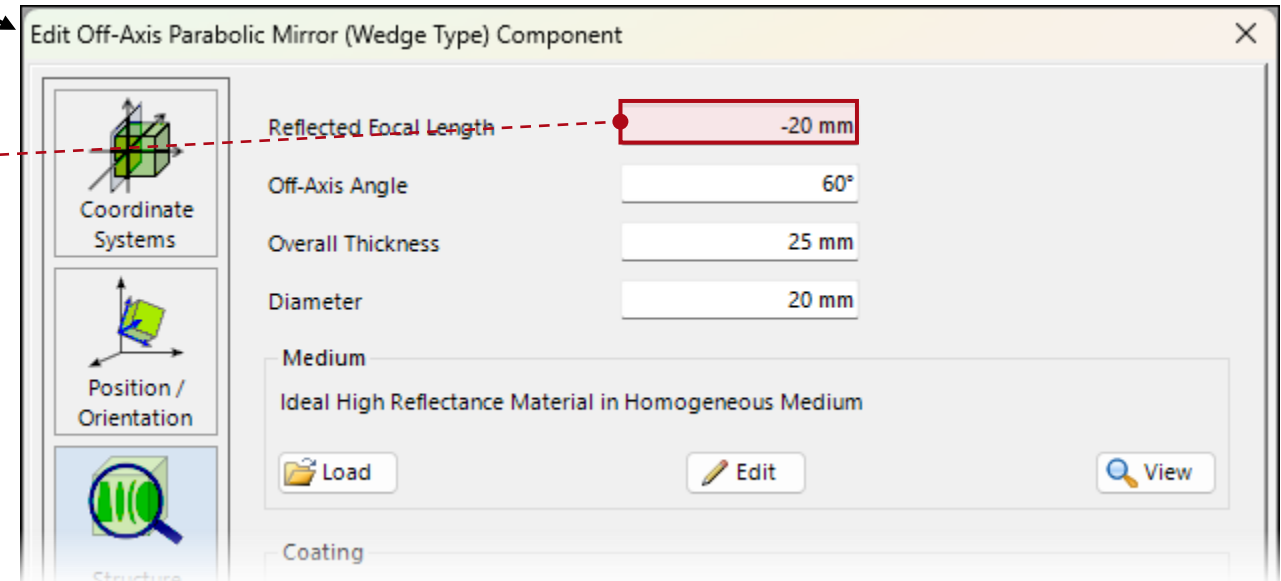 Edit Off-Axis Parabolic Mirror (Wedge Type) Component
Coordinate
Systems
Position /
Orientation
Structure
Reflected Focal Length
-20 mm
Off-Axis Angle
60°
Overall Thickness
25 mm
Diameter
20 mm
Medium
Ideal High Reflectance Material in Homogeneous Medium
Load
Edit
View
Coating